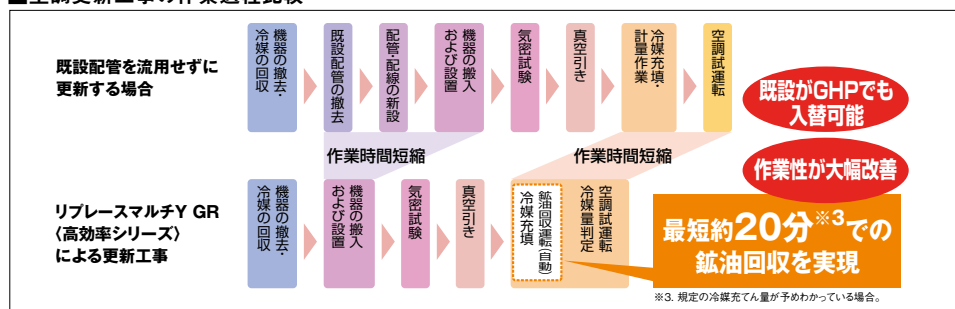 ■空調更新工事の作業過程比較
既設配管を流用せずに
更新する場合
機器の撤去・
冷媒の回収
既設配管の撤去
配管・配線の新設
機器の搬入
および設置
気密試験
真空引き
冷媒充填・
計量作業
空調試運転
既設がGHPでも
入替可能
作業時間短縮
作業時間短縮
作業性が大幅改善
リプレースマルチY GR
〈高効率シリーズ〉
による更新工事
機器の撤去・
冷媒の回収
機器の搬入
および設置
気密試験
真空引き
鉱油回収運転(自動)
冷媒充填
空調試運転
冷媒量判定
最短約20分※3での
鉱油回収を実現
※3. 規定の冷媒充てん量が予めわかっている場合。